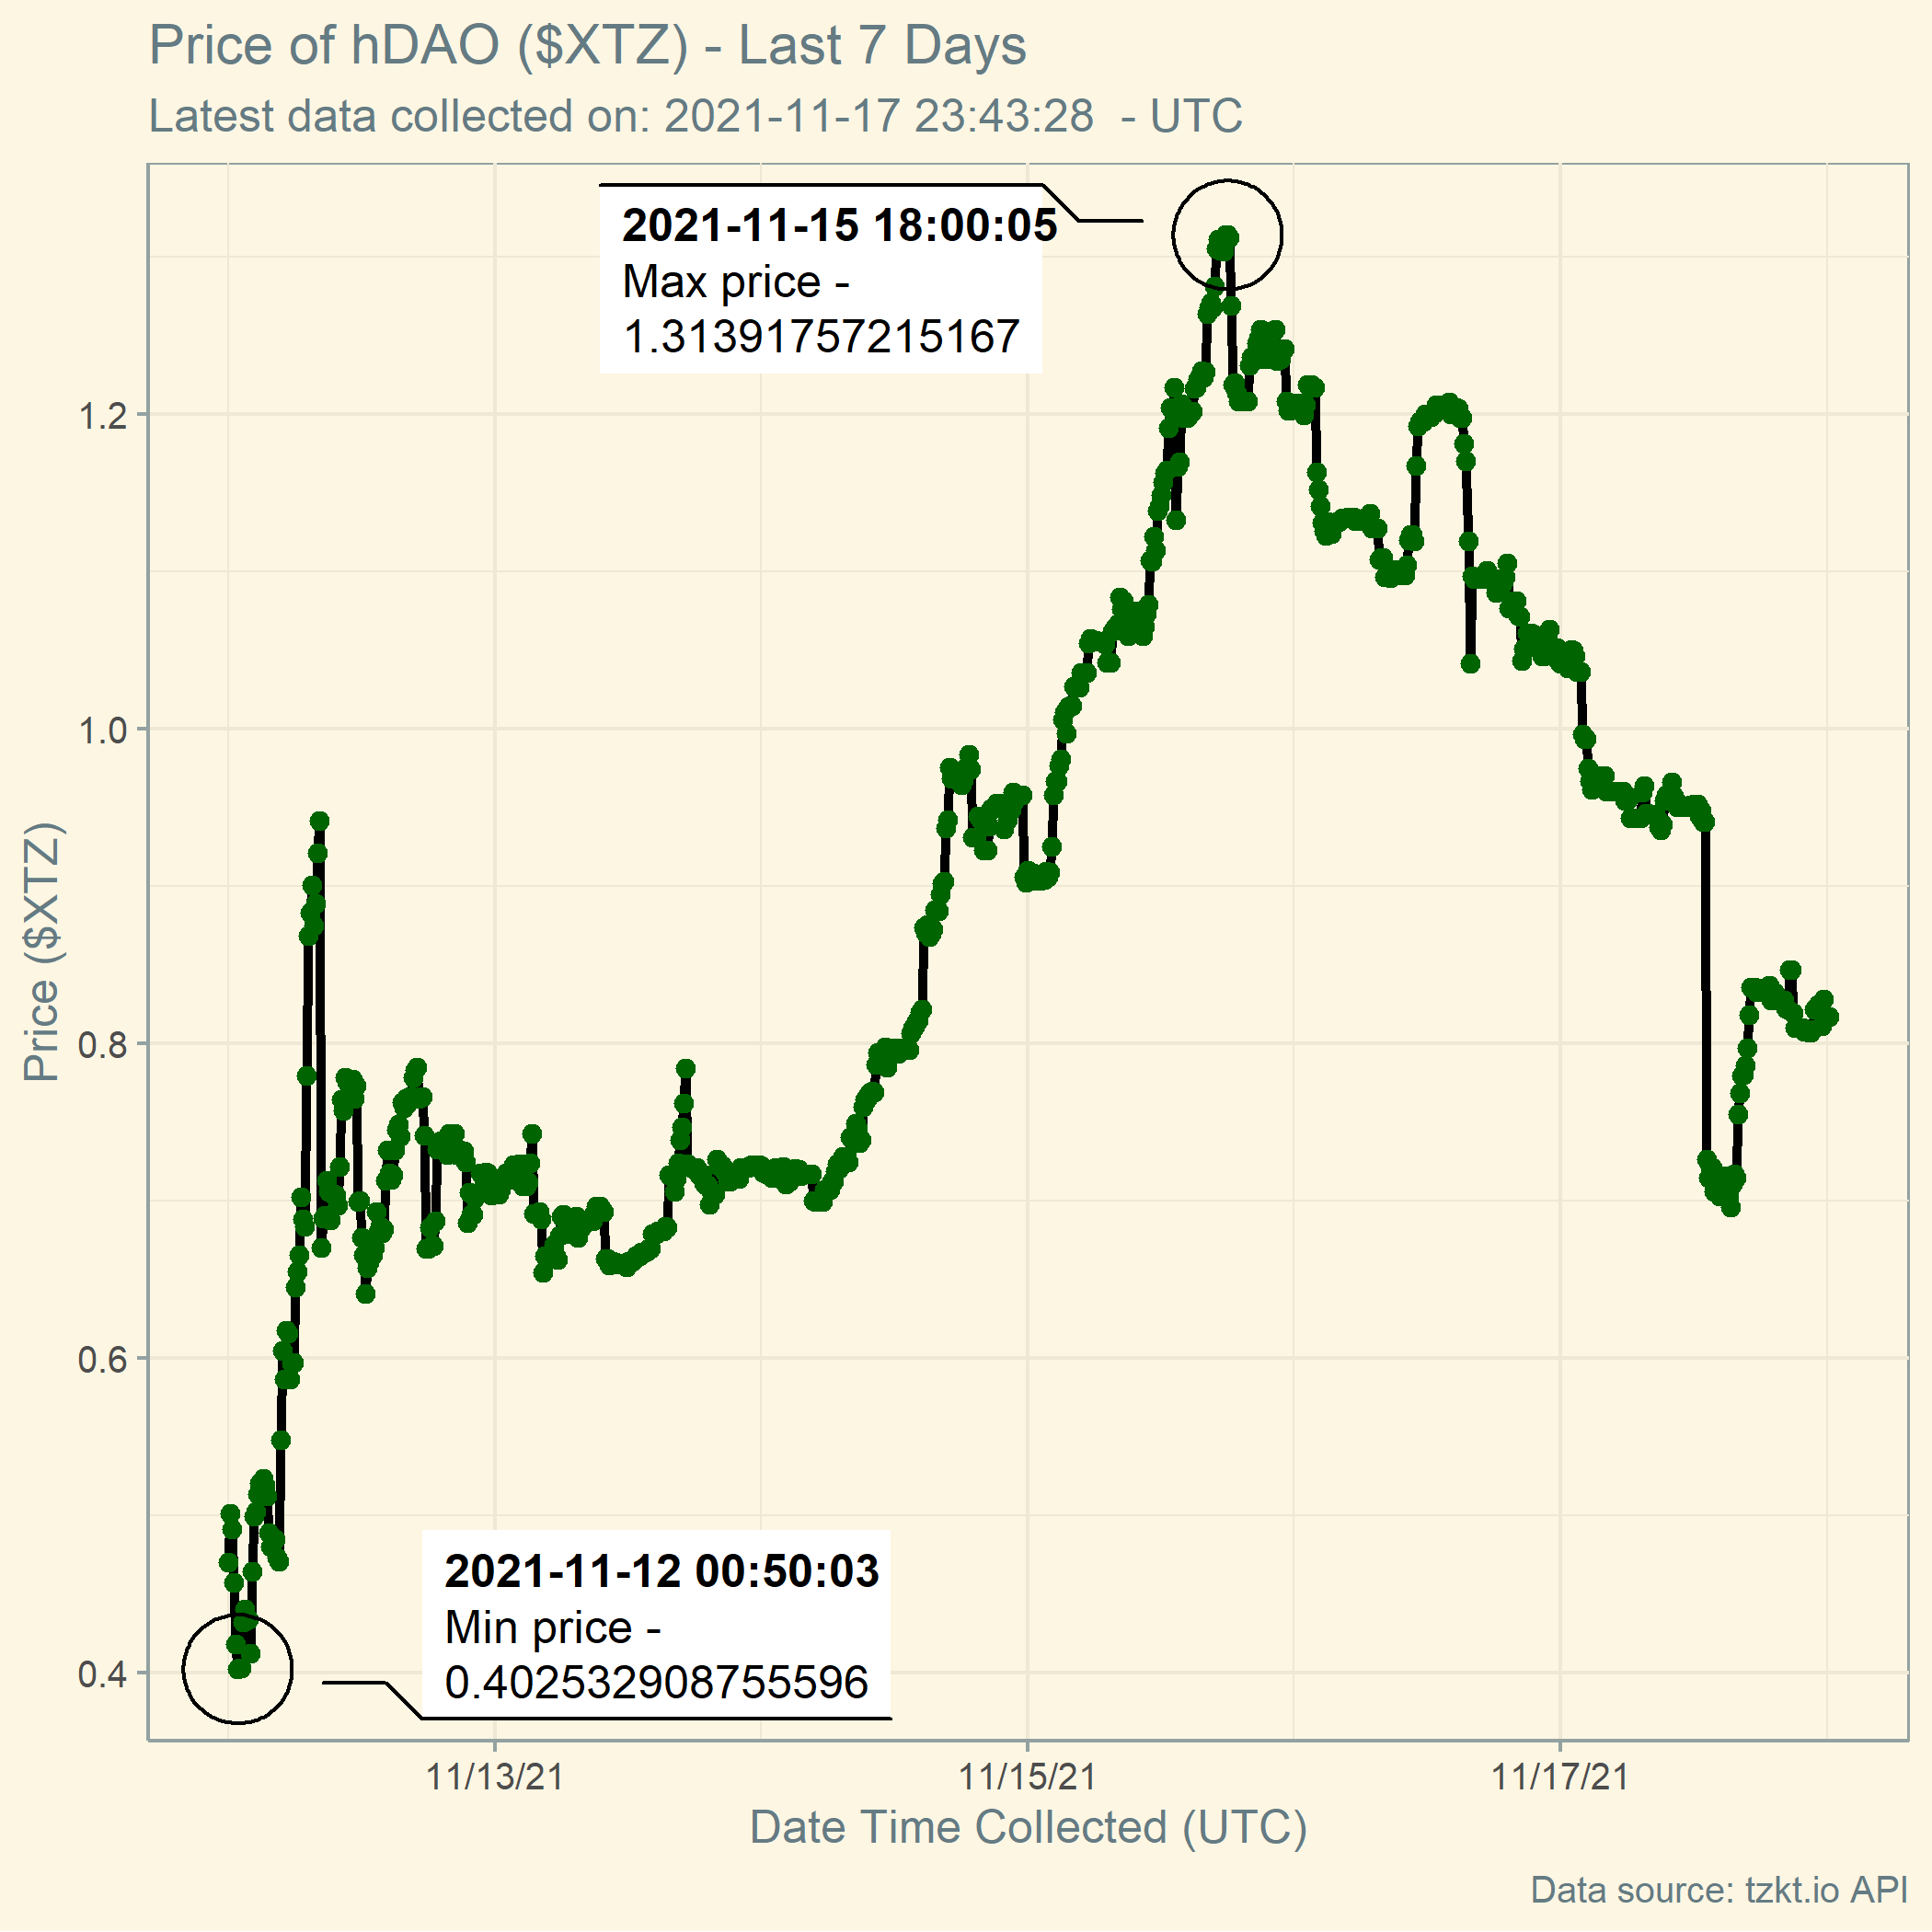 Price of hDAO ($XTZ) - Last 7 Days
Latest data collected on: 2021-11-17 23:43:28  - UTC
2021-11-15 18:00:05
Max price -
1.31391757215167
1.2
1.0
0.8
0.6
0.4
Price ($XTZ)
2021-11-12 00:50:03
Min price -
0.402532908755596
11/13/21
11/15/21
11/17/21
Date Time Collected (UTC)
Data source: tzkt.io API